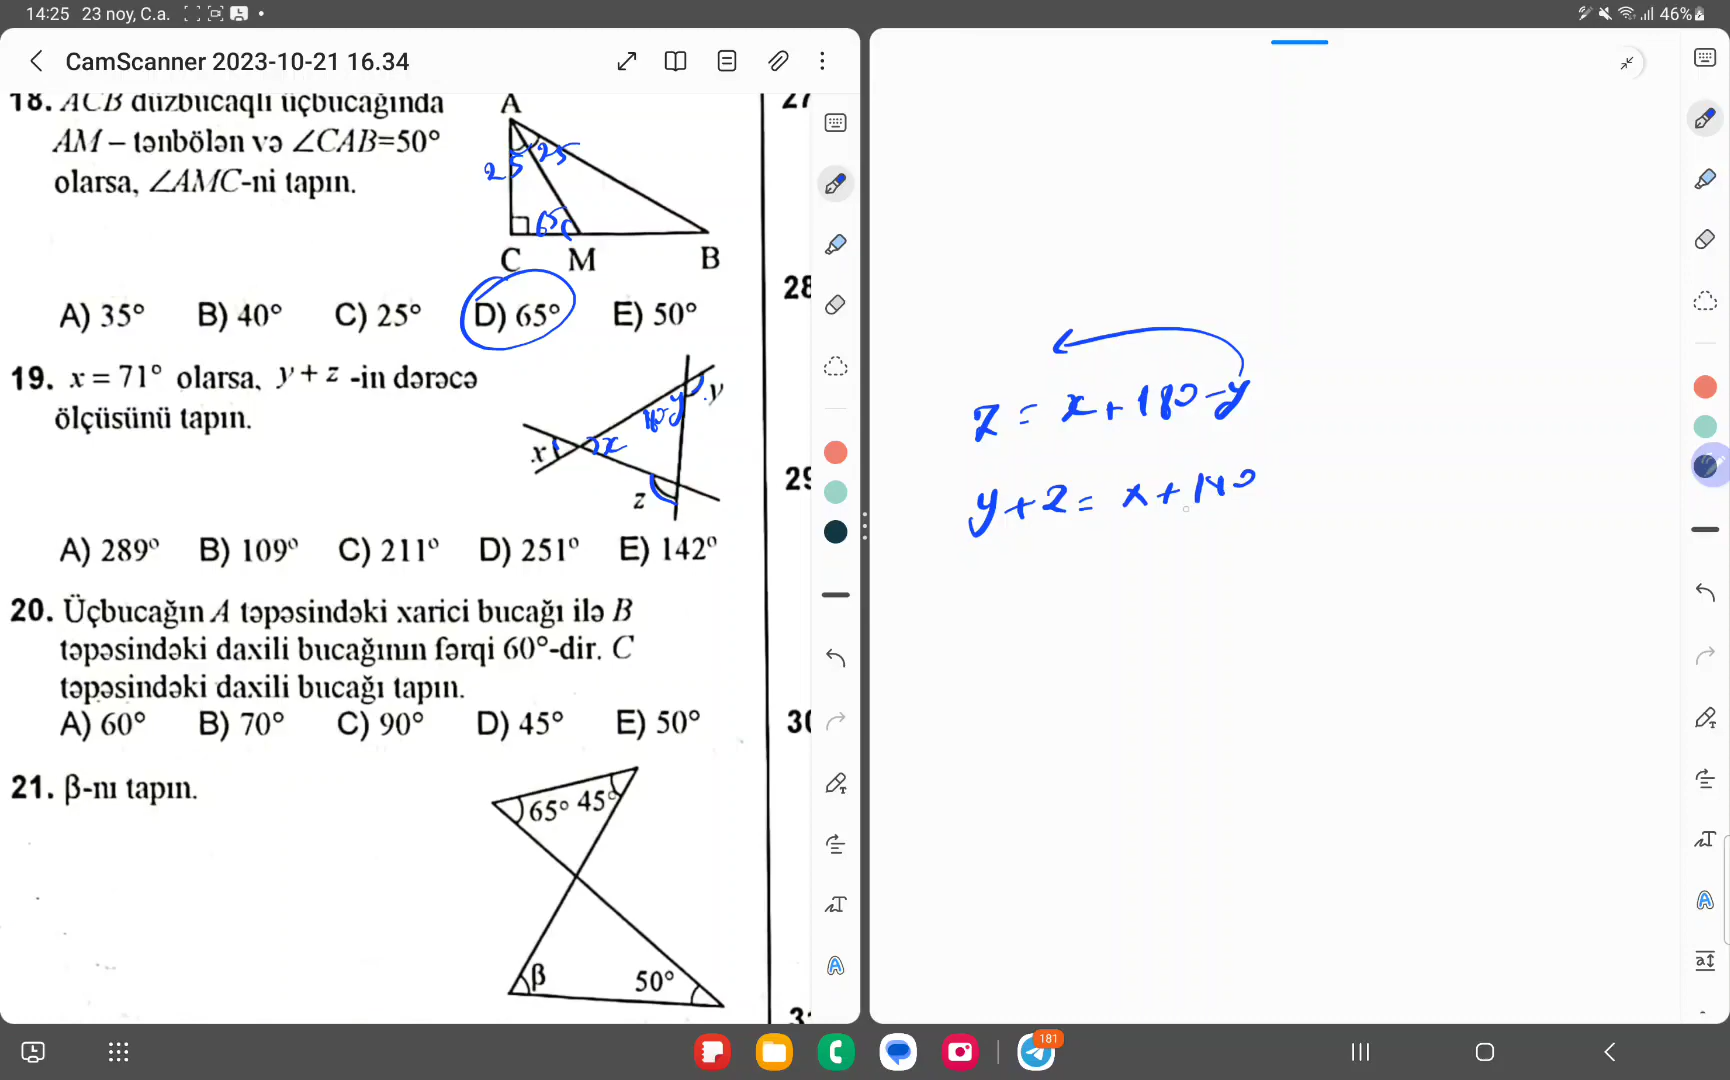 14:25 23 noy, C.a.
46%
CamScanner 2023-10-21 16.34
18. ACB düzbucaqlı üçbucağında
AM – tənbölən və ∠CAB=50°
olarsa, ∠AMC-ni tapın.
A
25
25
65
C M B
A) 35° B) 40° C) 25° D) 65° E) 50°
19. x = 71° olarsa, y + z -in dərəcə
ölçüsünü tapın.
y
180-y
x
x
z
A) 289° B) 109° C) 211° D) 251° E) 142°
20. Üçbucağın A təpəsindəki xarici bucağı ilə B
təpəsindəki daxili bucağının fərqi 60°-dir. C
təpəsindəki daxili bucağı tapın.
A) 60° B) 70° C) 90° D) 45° E) 50°
21. β-nı tapın.
65° 45°
β
50°
27
28
29
30
z = x + 180 - y
y + z = x + 180
181